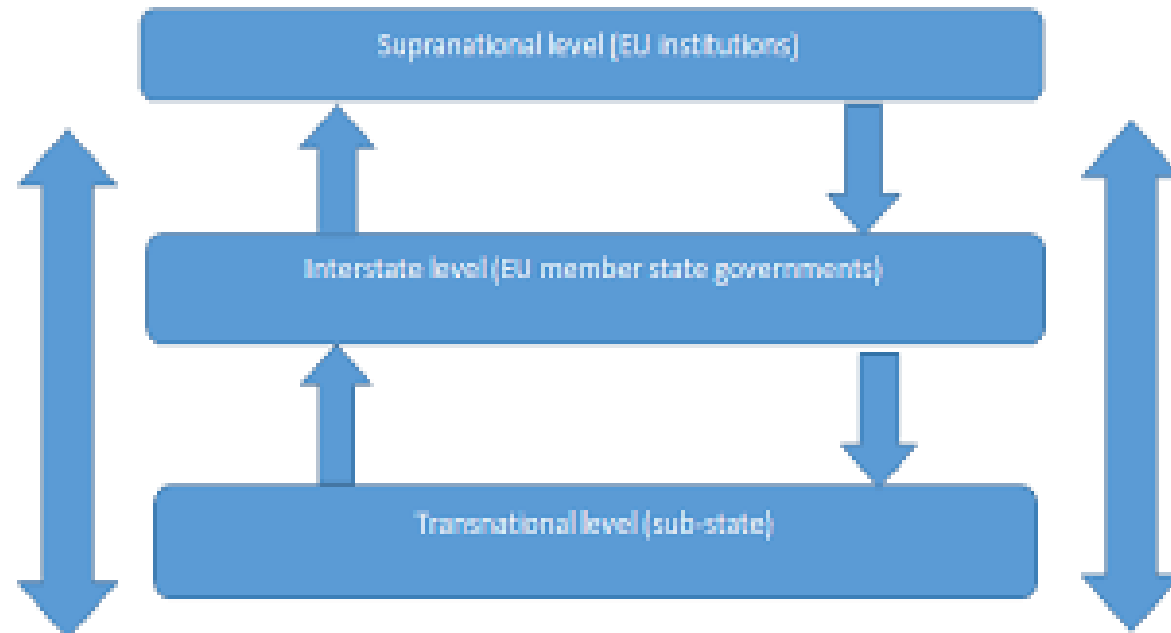 Supranational level (EU institutions)
Interstate level (EU member state governments)
Transnational level (sub-state)